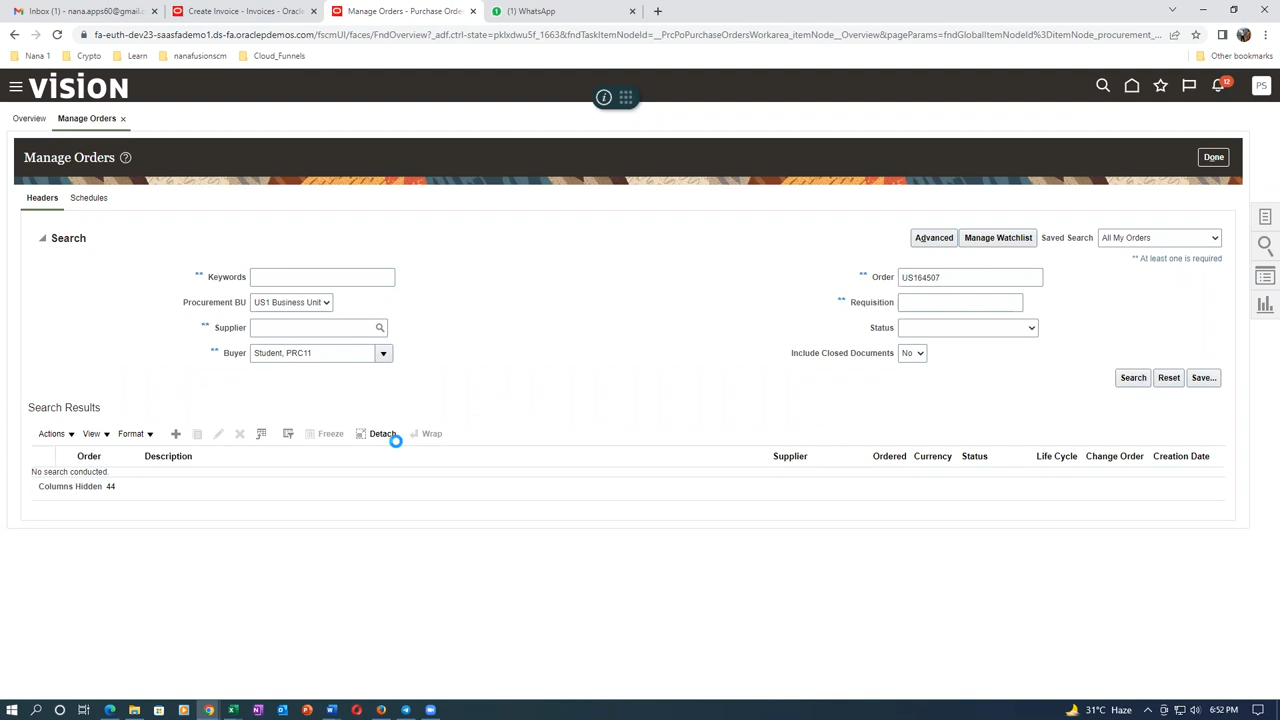 Inbox (1) - nana.apps60@gmail.c
Create Invoice - Invoices - Oracle
Manage Orders - Purchase Orde
(1) WhatsApp
fa-euth-dev23-saasfademo1.ds-fa.oraclepdemos.com/fscmUI/faces/FndOverview?_adf.ctrl-state=pklxdwu5f_1663&fndTaskItemNodeId=__PrcPoPurchaseOrdersWorkarea_itemNode__Overview&pageParams=fndGlobalItemNodeId%3DitemNode_procurement_...
Nana 1
Crypto
Learn
nanafusionscm
Cloud_Funnels
Other bookmarks
VISION
12
PS
Overview
Manage Orders
Manage Orders
Done
Headers
Schedules
Search
Advanced
Manage Watchlist
Saved Search
All My Orders
** At least one is required
** Keywords
** Order US164507
Procurement BU US1 Business Unit
** Requisition
** Supplier
Status
** Buyer Student, PRC11
Include Closed Documents No
Search
Reset
Save...
Search Results
Actions
View
Format
Freeze
Detach
Wrap
Order
Description
Supplier
Ordered
Currency
Status
Life Cycle
Change Order
Creation Date
No search conducted.
Columns Hidden 44
31°C Haze
6:52 PM